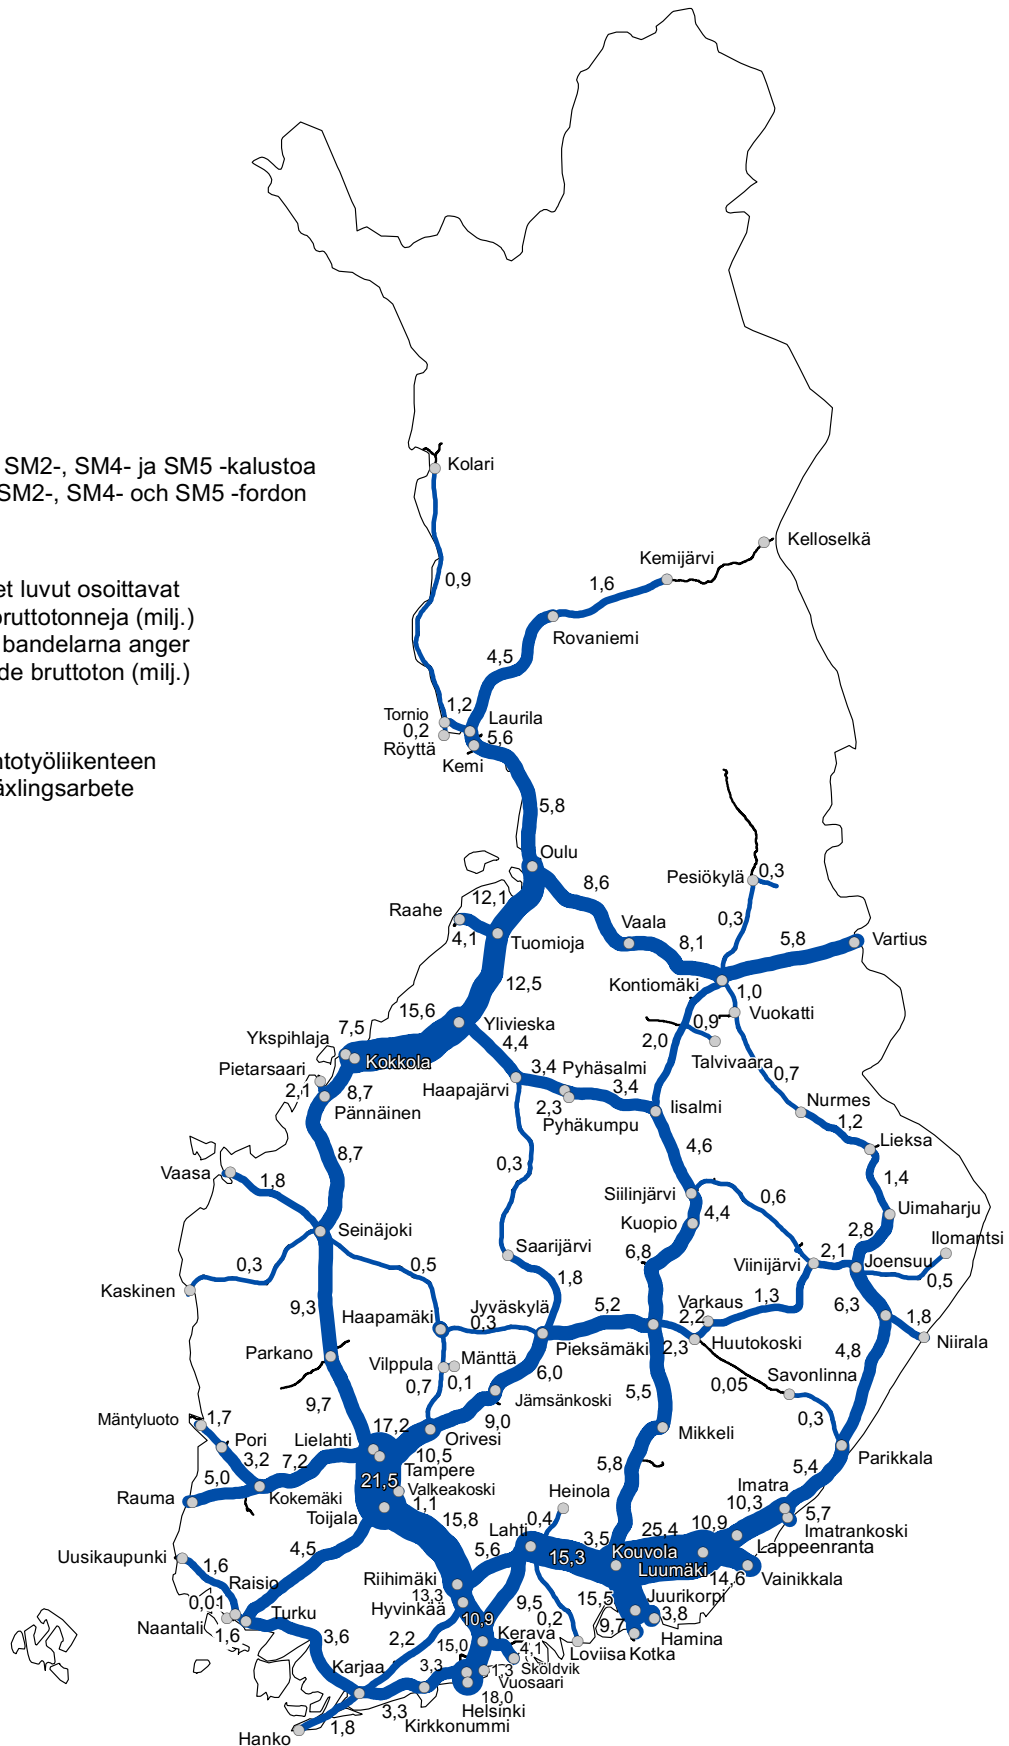 SM2-, SM4- ja SM5 -kalustoa
SM2-, SM4- och SM5 -fordon
et luvut osoittavat
bruttotonneja (milj.)
bandelarna anger
de bruttoton (milj.)
htotyöliikenteen
äxlingsarbete
Kolari
Kelloselkä
Kemijärvi
0,9
1,6
Rovaniemi
4,5
1,2
Tornio
Laurila
0,2
Röyttä
5,6
Kemi
5,8
Oulu
Pesiökylä
0,3
8,6
12,1
Raahe
0,3
Vaala
4,1
Tuomioja
8,1
5,8
Vartius
12,5
Kontiomäki
1,0
15,6
Vuokatti
Ylivieska
0,9
7,5
Ykspihlaja
4,4
2,0
Talvivaara
Kokkola
Pietarsaari
3,4
Pyhäsalmi
0,7
2,1
8,7
Haapajärvi
3,4
Nurmes
Pännäinen
2,3
Iisalmi
Pyhäkumpu
1,2
Lieksa
8,7
4,6
0,3
Vaasa
1,8
1,4
Siilinjärvi
0,6
Uimaharju
Kuopio
4,4
2,8
Seinäjoki
Ilomantsi
6,8
2,1
Saarijärvi
Viinijärvi
Joensuu
0,3
0,5
0,5
Kaskinen
1,8
1,3
9,3
Jyväskylä
5,2
Varkaus
6,3
Haapamäki
0,3
2,2
1,8
Pieksämäki
2,3
Huutokoski
Niirala
Parkano
4,8
Vilppula
Mänttä
6,0
Savonlinna
0,7
0,1
0,05
5,5
Jämsänkoski
9,7
Mäntyluoto
1,7
9,0
0,3
17,2
Mikkeli
Pori
Lielahti
Orivesi
3,2
7,2
10,5
Parikkala
5,0
21,5
Tampere
5,8
5,4
Rauma
Kokemäki
Valkeakoski
Heinola
Imatra
1,1
10,3
5,7
Toijala
0,4
15,8
Lahti
3,5
25,4
10,9
Imatrankoski
Lappeenranta
Uusikaupunki
4,5
5,6
15,3
Kouvola
1,6
Luumäki
14,6
Vainikkala
Raisio
Riihimäki
13,3
9,5
15,5
Juurikorpi
0,01
Hyvinkää
10,9
0,2
3,8
Naantali
Turku
9,7
Hamina
1,6
3,6
2,2
Kerava
15,0
4,1
Loviisa
Kotka
Karjaa
3,3
1,3
Sköldvik
Vuosaari
18,0
3,3
Helsinki
1,8
Kirkkonummi
Hanko